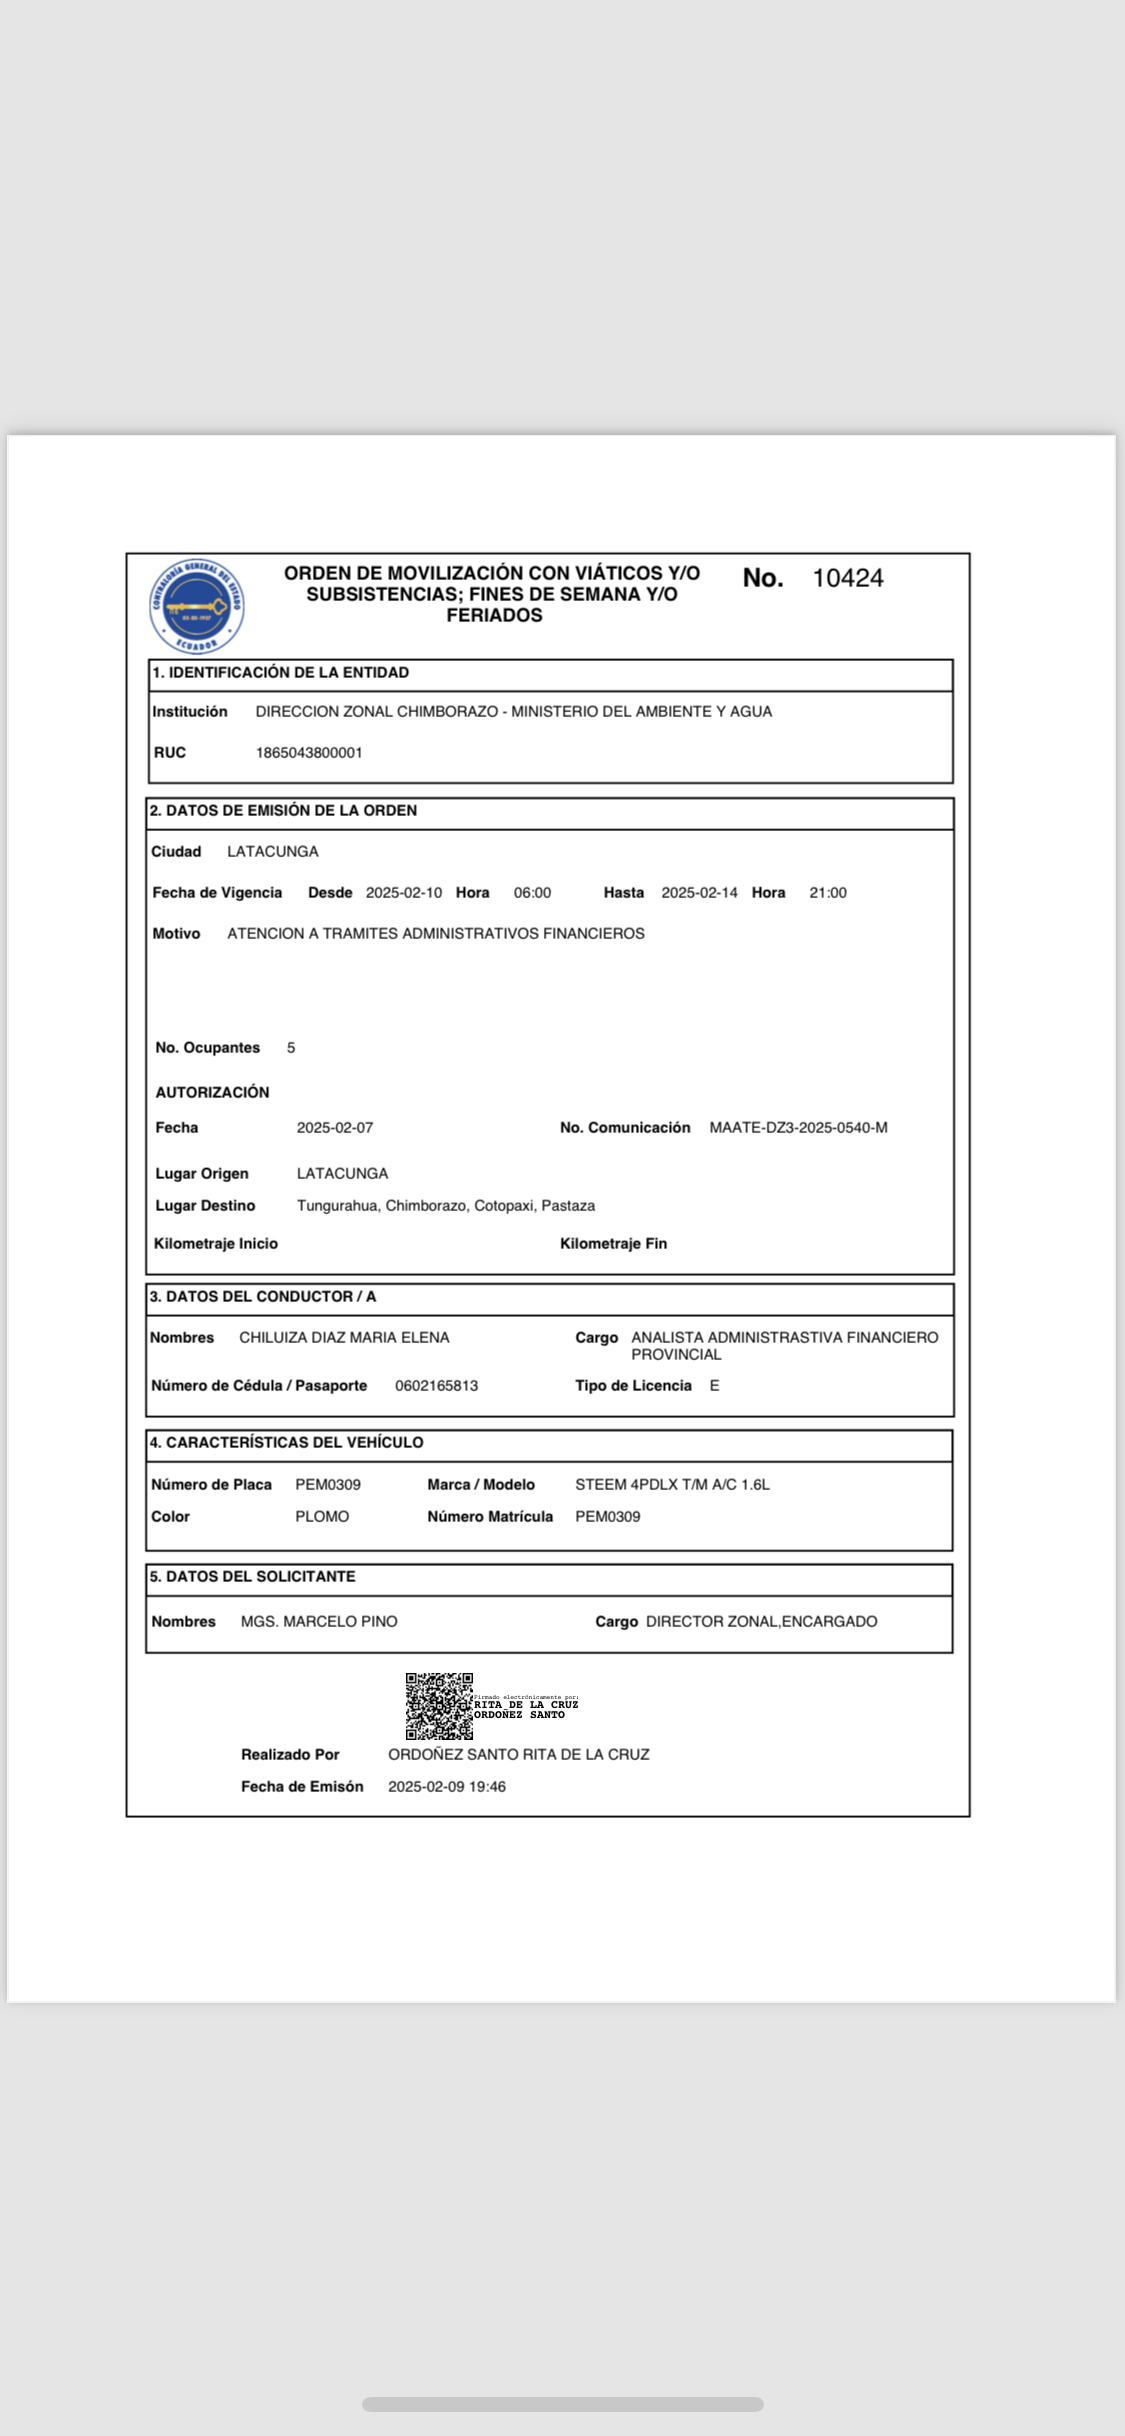 CONTRALORÍA GENERAL DEL ESTADO
ECUADOR
ORDEN DE MOVILIZACIÓN CON VIÁTICOS Y/O
SUBSISTENCIAS; FINES DE SEMANA Y/O
FERIADOS
No. 10424
1. IDENTIFICACIÓN DE LA ENTIDAD
Institución DIRECCION ZONAL CHIMBORAZO - MINISTERIO DEL AMBIENTE Y AGUA
RUC 1865043800001
2. DATOS DE EMISIÓN DE LA ORDEN
Ciudad LATACUNGA
Fecha de Vigencia Desde 2025-02-10 Hora 06:00 Hasta 2025-02-14 Hora 21:00
Motivo ATENCION A TRAMITES ADMINISTRATIVOS FINANCIEROS
No. Ocupantes 5
AUTORIZACIÓN
Fecha 2025-02-07 No. Comunicación MAATE-DZ3-2025-0540-M
Lugar Origen LATACUNGA
Lugar Destino Tungurahua, Chimborazo, Cotopaxi, Pastaza
Kilometraje Inicio Kilometraje Fin
3. DATOS DEL CONDUCTOR / A
Nombres CHILUIZA DIAZ MARIA ELENA Cargo ANALISTA ADMINISTRASTIVA FINANCIERO
PROVINCIAL
Número de Cédula / Pasaporte 0602165813 Tipo de Licencia E
4. CARACTERÍSTICAS DEL VEHÍCULO
Número de Placa PEM0309 Marca / Modelo STEEM 4PDLX T/M A/C 1.6L
Color PLOMO Número Matrícula PEM0309
5. DATOS DEL SOLICITANTE
Nombres MGS. MARCELO PINO Cargo DIRECTOR ZONAL,ENCARGADO
Firmado electrónicamente por:
RITA DE LA CRUZ
ORDOÑEZ SANTO
Realizado Por ORDOÑEZ SANTO RITA DE LA CRUZ
Fecha de Emisón 2025-02-09 19:46